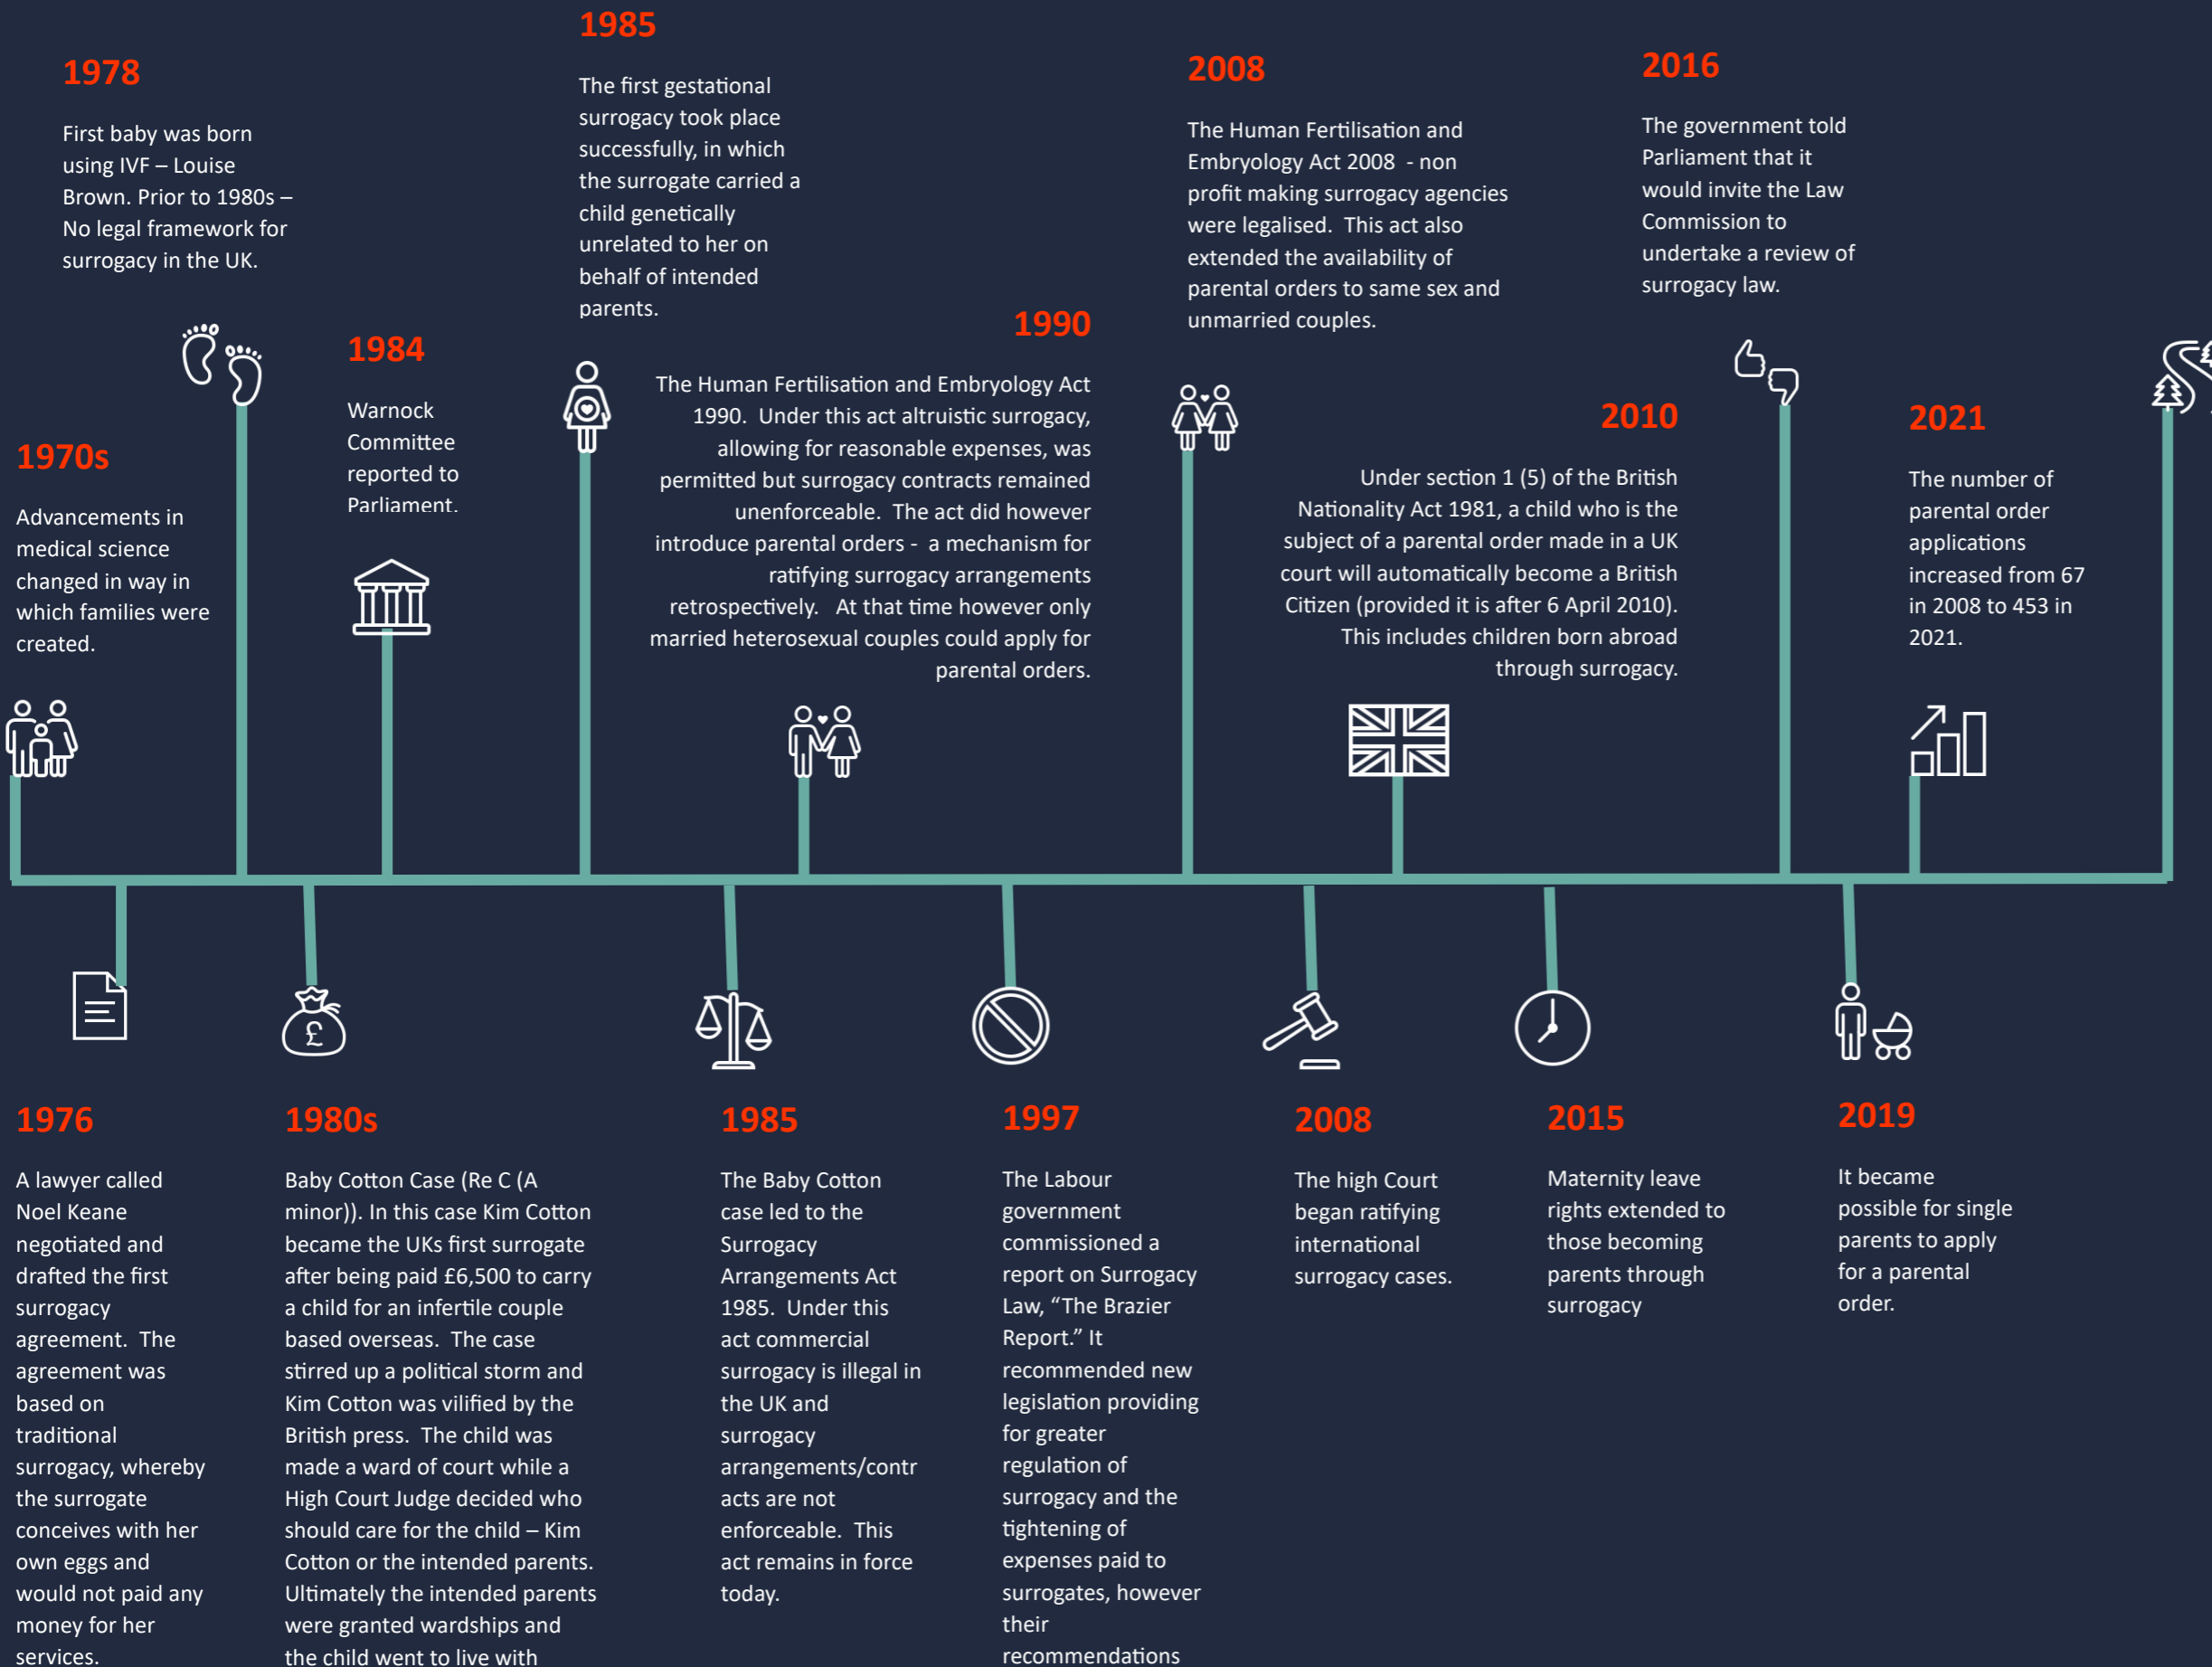 1970s
Advancements in
medical science
changed in way in
which families were
created.
1976
A lawyer called
Noel Keane
negotiated and
drafted the first
surrogacy
agreement. The
agreement was
based on
traditional
surrogacy, whereby
the surrogate
conceives with her
own eggs and
would not paid any
money for her
services.
1978
First baby was born
using IVF – Louise
Brown. Prior to 1980s –
No legal framework for
surrogacy in the UK.
1980s
Baby Cotton Case (Re C (A
minor)). In this case Kim Cotton
became the UKs first surrogate
after being paid £6,500 to carry
a child for an infertile couple
based overseas. The case
stirred up a political storm and
Kim Cotton was vilified by the
British press. The child was
made a ward of court while a
High Court Judge decided who
should care for the child – Kim
Cotton or the intended parents.
Ultimately the intended parents
were granted wardships and
the child went to live with
1984
Warnock
Committee
reported to
Parliament.
1985
The first gestational
surrogacy took place
successfully, in which
the surrogate carried a
child genetically
unrelated to her on
behalf of intended
parents.
1985
The Baby Cotton
case led to the
Surrogacy
Arrangements Act
1985. Under this
act commercial
surrogacy is illegal in
the UK and
surrogacy
arrangements/contr
acts are not
enforceable. This
act remains in force
today.
1990
The Human Fertilisation and Embryology Act
1990. Under this act altruistic surrogacy,
allowing for reasonable expenses, was
permitted but surrogacy contracts remained
unenforceable. The act did however
introduce parental orders - a mechanism for
ratifying surrogacy arrangements
retrospectively. At that time however only
married heterosexual couples could apply for
parental orders.
1997
The Labour
government
commissioned a
report on Surrogacy
Law, “The Brazier
Report.” It
recommended new
legislation providing
for greater
regulation of
surrogacy and the
tightening of
expenses paid to
surrogates, however
their
recommendations
2008
The Human Fertilisation and
Embryology Act 2008 - non
profit making surrogacy agencies
were legalised. This act also
extended the availability of
parental orders to same sex and
unmarried couples.
2008
The high Court
began ratifying
international
surrogacy cases.
2010
Under section 1 (5) of the British
Nationality Act 1981, a child who is the
subject of a parental order made in a UK
court will automatically become a British
Citizen (provided it is after 6 April 2010).
This includes children born abroad
through surrogacy.
2015
Maternity leave
rights extended to
those becoming
parents through
surrogacy
2016
The government told
Parliament that it
would invite the Law
Commission to
undertake a review of
surrogacy law.
2019
It became
possible for single
parents to apply
for a parental
order.
2021
The number of
parental order
applications
increased from 67
in 2008 to 453 in
2021.
£